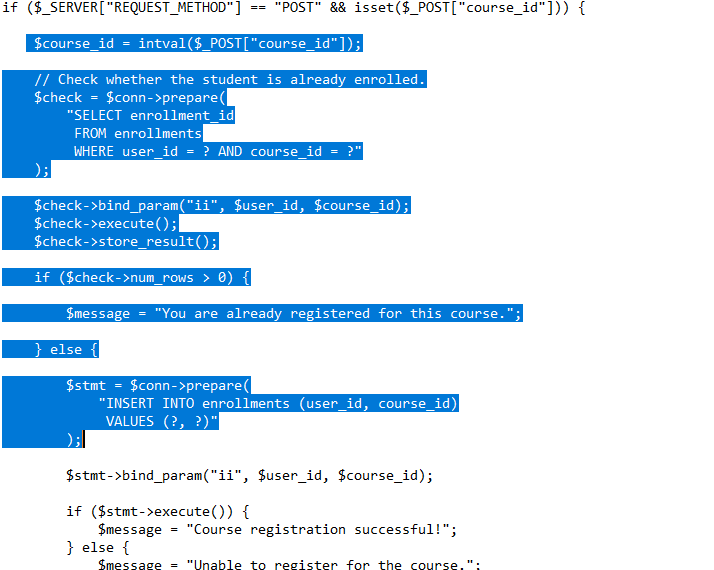 if ($_SERVER["REQUEST_METHOD"] == "POST" && isset($_POST["course_id"])) {
$course_id = intval($_POST["course_id"]);
// Check whether the student is already enrolled.
$check = $conn->prepare(
"SELECT enrollment_id
FROM enrollments
WHERE user_id = ? AND course_id = ?"
);
$check->bind_param("ii", $user_id, $course_id);
$check->execute();
$check->store_result();
if ($check->num_rows > 0) {
$message = "You are already registered for this course.";
} else {
$stmt = $conn->prepare(
"INSERT INTO enrollments (user_id, course_id)
VALUES (?, ?)"
);
$stmt->bind_param("ii", $user_id, $course_id);
if ($stmt->execute()) {
$message = "Course registration successful!";
} else {
$message = "Unable to register for the course.";